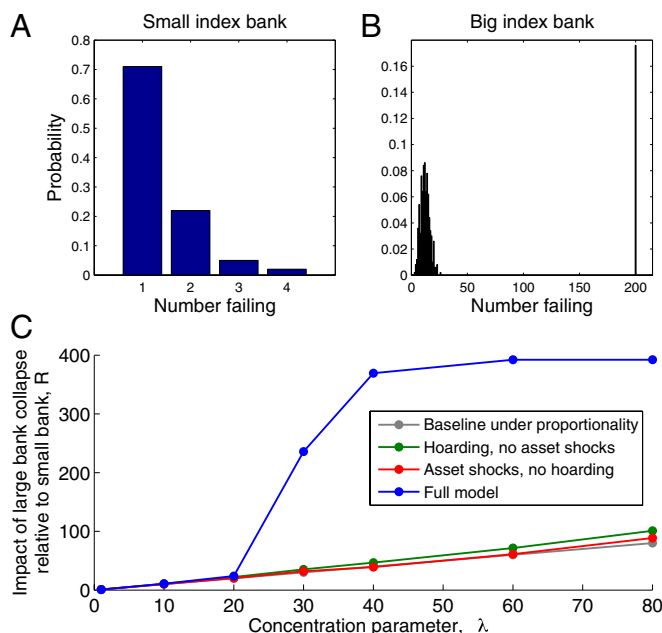 A
Small index bank
0.8
0.7
0.6
0.5
0.4
0.3
0.2
0.1
0
Probability
1 2 3 4
Number failing
B
Big index bank
0.16
0.14
0.12
0.10
0.08
0.06
0.04
0.02
0
0 50 100 150 200
Number failing
C
400
300
200
100
0
Impact of large bank collapse
relative to small bank, R
Baseline under proportionality
Hoarding, no asset shocks
Asset shocks, no hoarding
Full model
0 10 20 30 40 50 60 70 80
Concentration parameter, λ